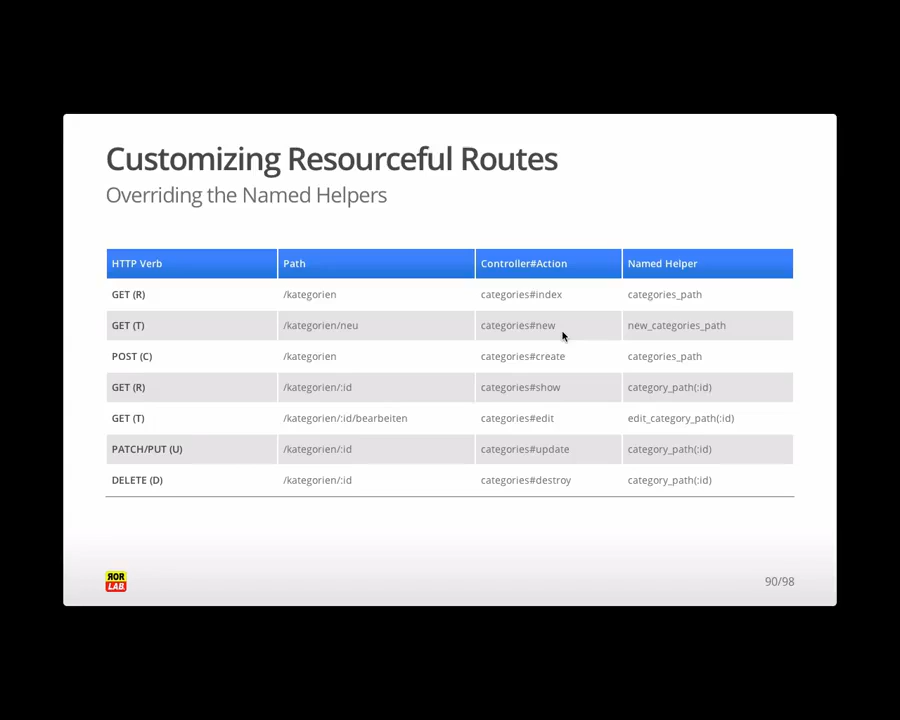 Customizing Resourceful Routes
Overriding the Named Helpers
HTTP Verb Path Controller#Action Named Helper
GET (R) /kategorien categories#index categories_path
GET (T) /kategorien/neu categories#new new_categories_path
POST (C) /kategorien categories#create categories_path
GET (R) /kategorien/:id categories#show category_path(:id)
GET (T) /kategorien/:id/bearbeiten categories#edit edit_category_path(:id)
PATCH/PUT (U) /kategorien/:id categories#update category_path(:id)
DELETE (D) /kategorien/:id categories#destroy category_path(:id)
ЯOR
LAB.
90/98